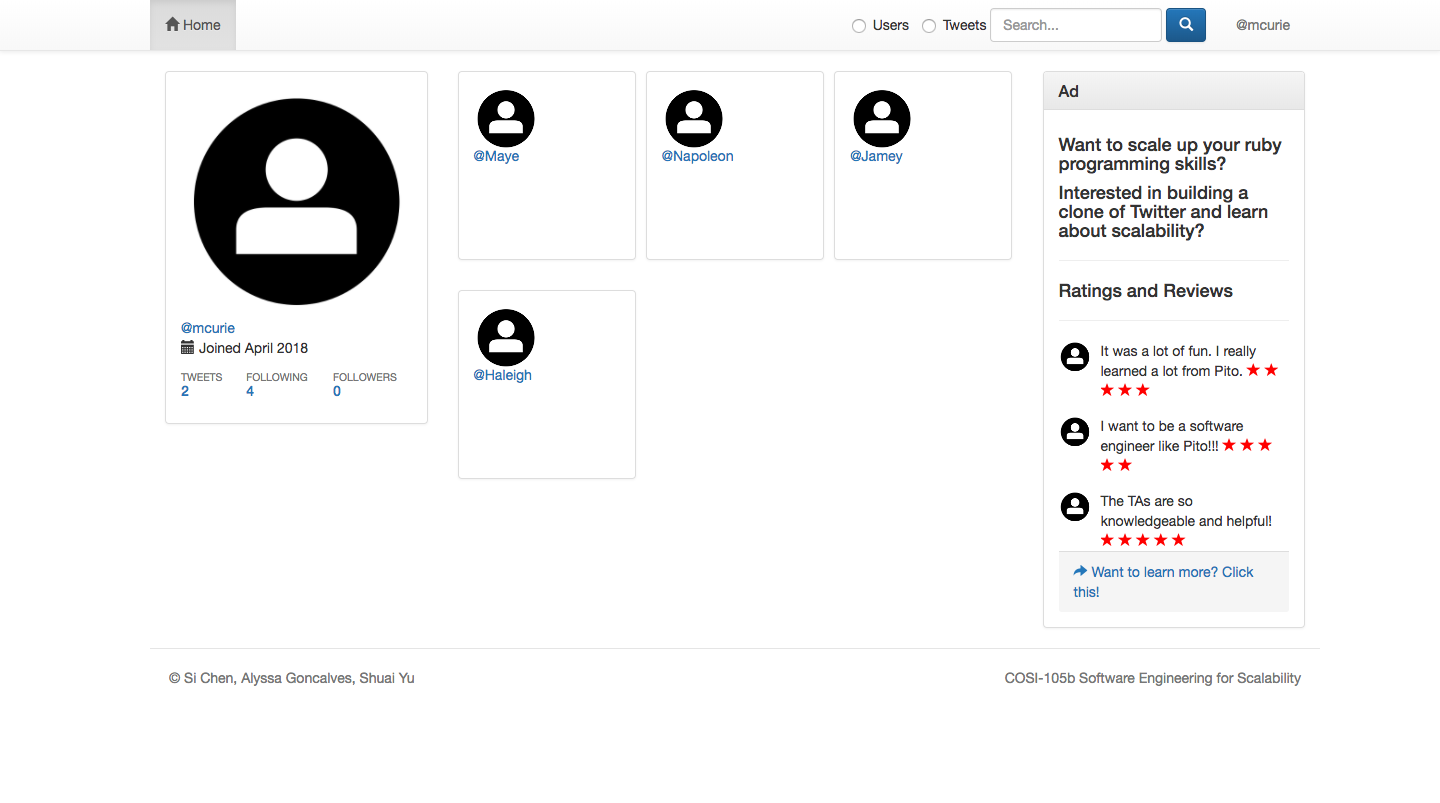 Home
Users
Tweets
Search...
@mcurie
@mcurie
Joined April 2018
TWEETS FOLLOWING FOLLOWERS
2 4 0
@Maye
@Napoleon
@Jamey
@Haleigh
Ad
Want to scale up your ruby
programming skills?
Interested in building a
clone of Twitter and learn
about scalability?
Ratings and Reviews
It was a lot of fun. I really
learned a lot from Pito. ★ ★
★ ★ ★
I want to be a software
engineer like Pito!!! ★ ★ ★
★ ★
The TAs are so
knowledgeable and helpful!
★ ★ ★ ★ ★
Want to learn more? Click
this!
© Si Chen, Alyssa Goncalves, Shuai Yu
COSI-105b Software Engineering for Scalability